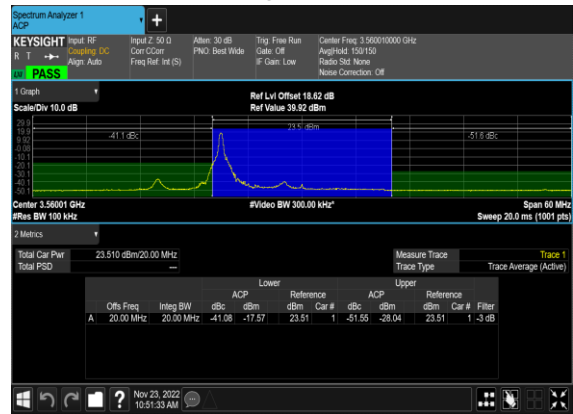 Spectrum Analyzer 1
ACP
+
KEYSIGHT Input: RF Input Z: 50 Ω Atten: 30 dB Trig: Free Run Center Freq: 3.560010000 GHz
R T Coupling: DC Corr CCorr PNO: Best Wide Gate: Off Avg|Hold: 150/150
Align: Auto Freq Ref: Int (S) IF Gain: Low Radio Std: None
LXI PASS Noise Correction: Off
1 Graph
Ref Lvl Offset 18.62 dB
Scale/Div 10.0 dB Ref Value 39.92 dBm
29.9 23.5 dBm
19.9 -41.1 dBc -51.6 dBc
9.92
-0.08
-10.1
-20.1
-30.1
-40.1
-50.1
Center 3.56001 GHz #Video BW 300.00 kHz* Span 60 MHz
#Res BW 100 kHz Sweep 20.0 ms (1001 pts)
2 Metrics
Total Car Pwr 23.510 dBm/20.00 MHz Measure Trace Trace 1
Total PSD --- Trace Type Trace Average (Active)
Lower Upper
ACP Reference ACP Reference
Offs Freq Integ BW dBc dBm dBm Car # dBc dBm dBm Car # Filter
A 20.00 MHz 20.00 MHz -41.08 -17.57 23.51 1 -51.55 -28.04 23.51 1 -3 dB
? Nov 23, 2022
10:51:33 AM